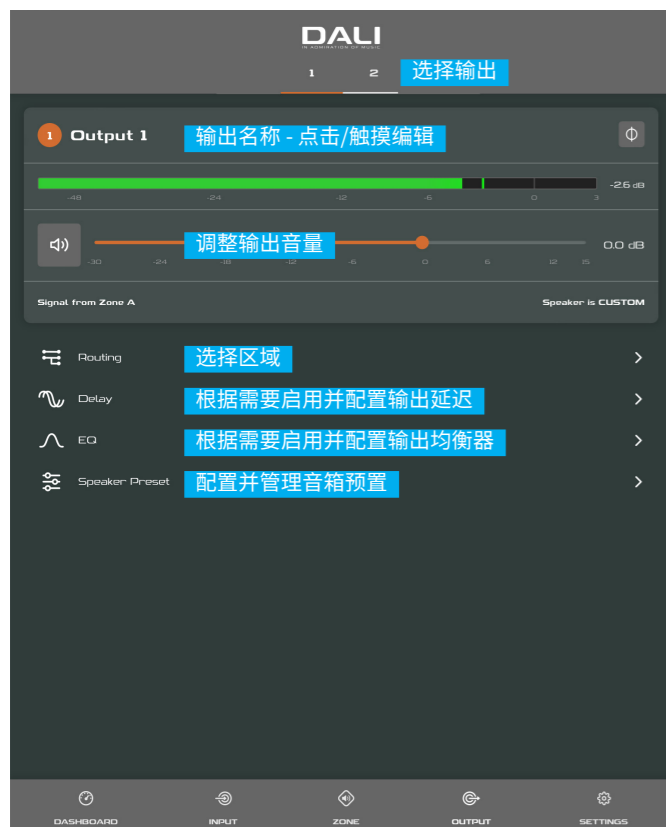 DALI
IN ADMIRATION OF MUSIC
1 2 选择输出
1 Output 1 输出名称 - 点击/触摸编辑
-2.6 dB
-48 -24 -12 -6 0 3
调整输出音量 0.0 dB
-30 -24 -18 -12 -6 0 6 12 15
Signal from Zone A Speaker is CUSTOM
Routing 选择区域
Delay 根据需要启用并配置输出延迟
EQ 根据需要启用并配置输出均衡器
Speaker Preset 配置并管理音箱预置
DASHBOARD INPUT ZONE OUTPUT SETTINGS